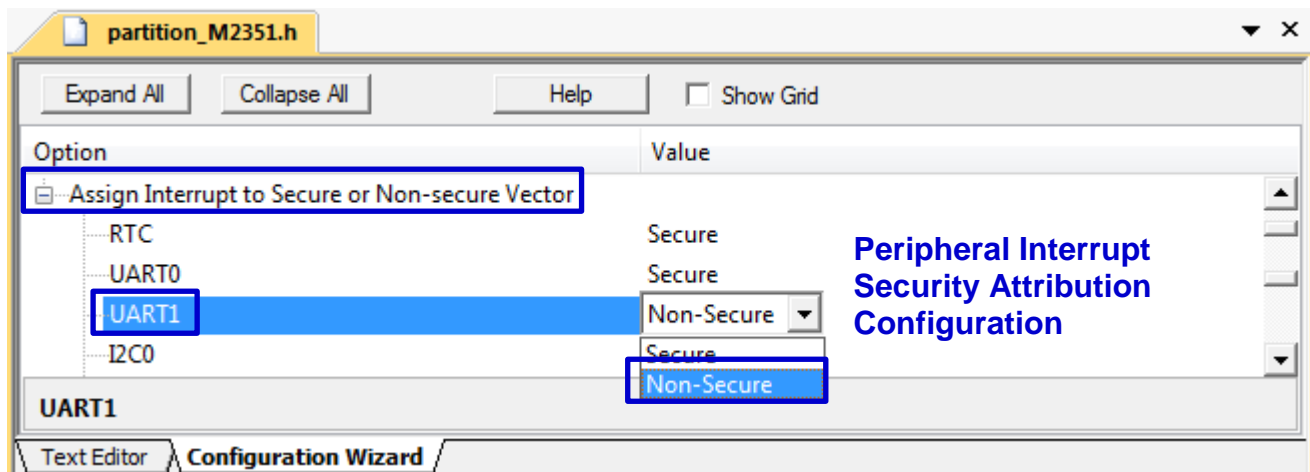 partition_M2351.h
Expand All Collapse All Help Show Grid
Option Value
Assign Interrupt to Secure or Non-secure Vector
RTC Secure
UART0 Secure
UART1 Non-Secure
I2C0 Secure
Non-Secure
Peripheral Interrupt
Security Attribution
Configuration
UART1
Text Editor Configuration Wizard